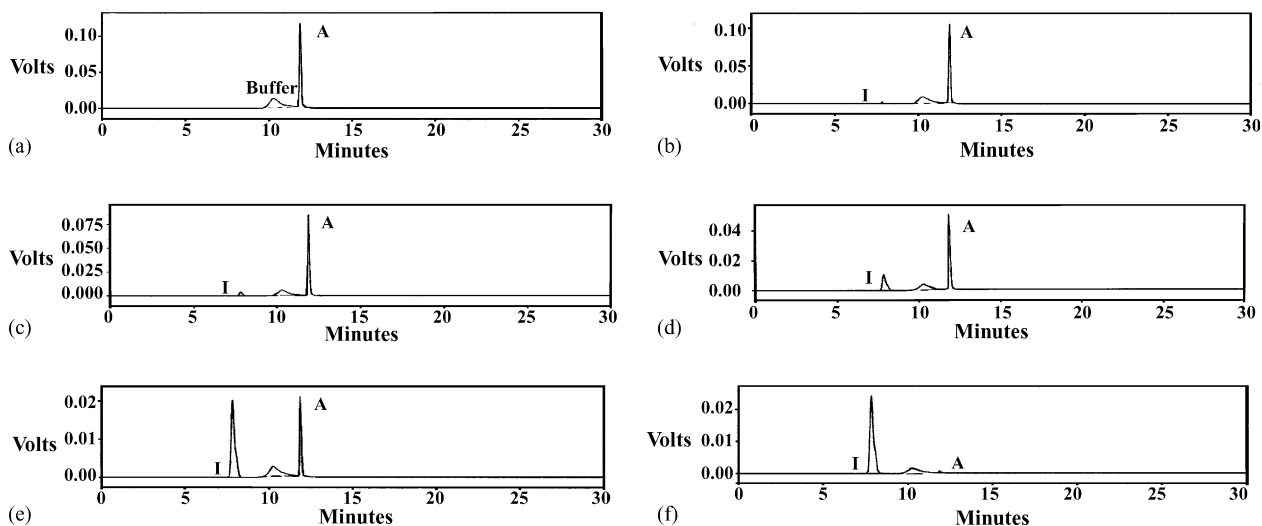 0.10
A
Volts 0.05
Buffer
0.00
0 5 10 15 20 25 30
(a)
Minutes
0.10
A
Volts 0.05
I
0.00
0 5 10 15 20 25 30
(b)
Minutes
0.075
A
0.050
Volts
0.025
I
0.000
0 5 10 15 20 25 30
(c)
Minutes
0.04
A
Volts
0.02
I
0.00
0 5 10 15 20 25 30
(d)
Minutes
0.02
A
Volts
0.01
I
0.00
0 5 10 15 20 25 30
(e)
Minutes
0.02
Volts 0.01
I A
0.00
0 5 10 15 20 25 30
(f)
Minutes